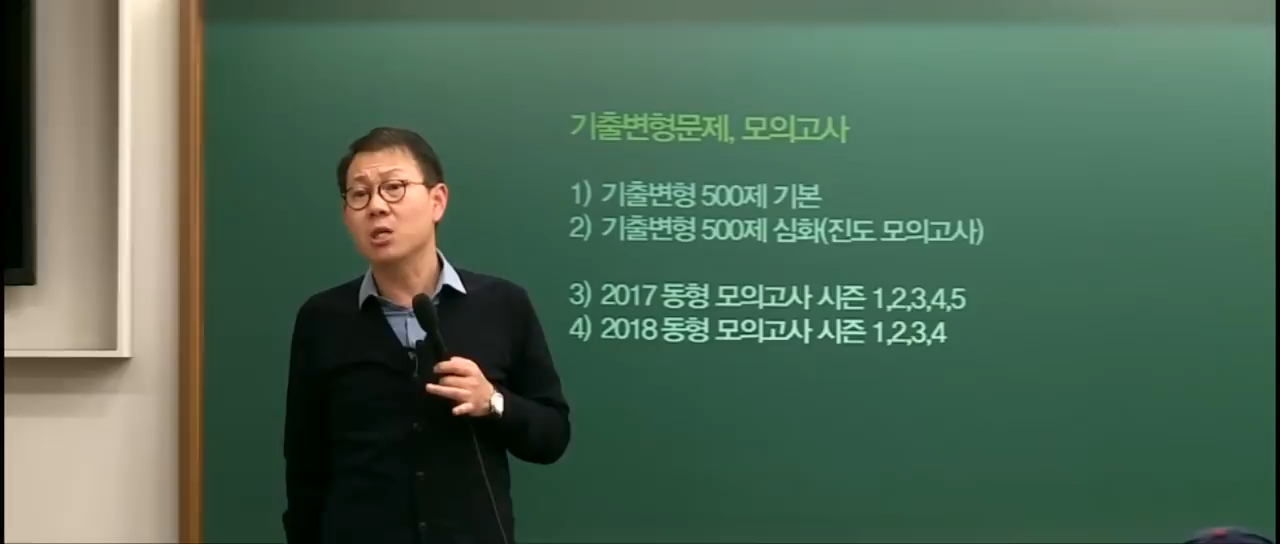 기출변형문제, 모의고사
1) 기출변형 500제 기본
2) 기출변형 500제 심화(진도 모의고사)
3) 2017 동형 모의고사 시즌 1,2,3,4,5
4) 2018 동형 모의고사 시즌 1,2,3,4